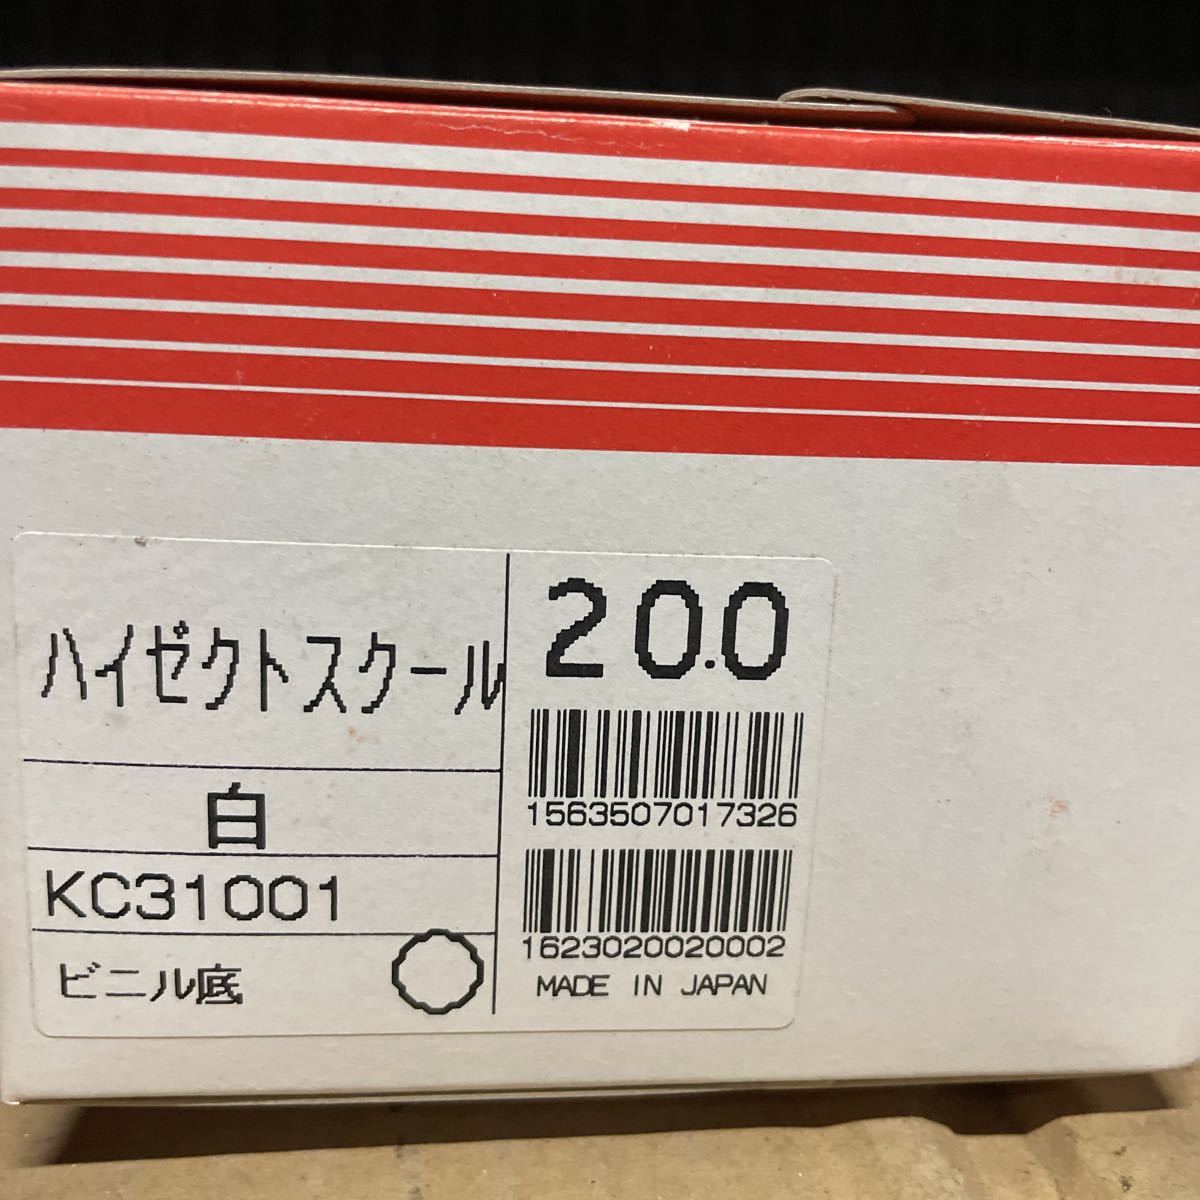 ハイゼクトスクール
白
KC31001
ビニル底
20.0
1563507017326
1623020020002
MADE IN JAPAN